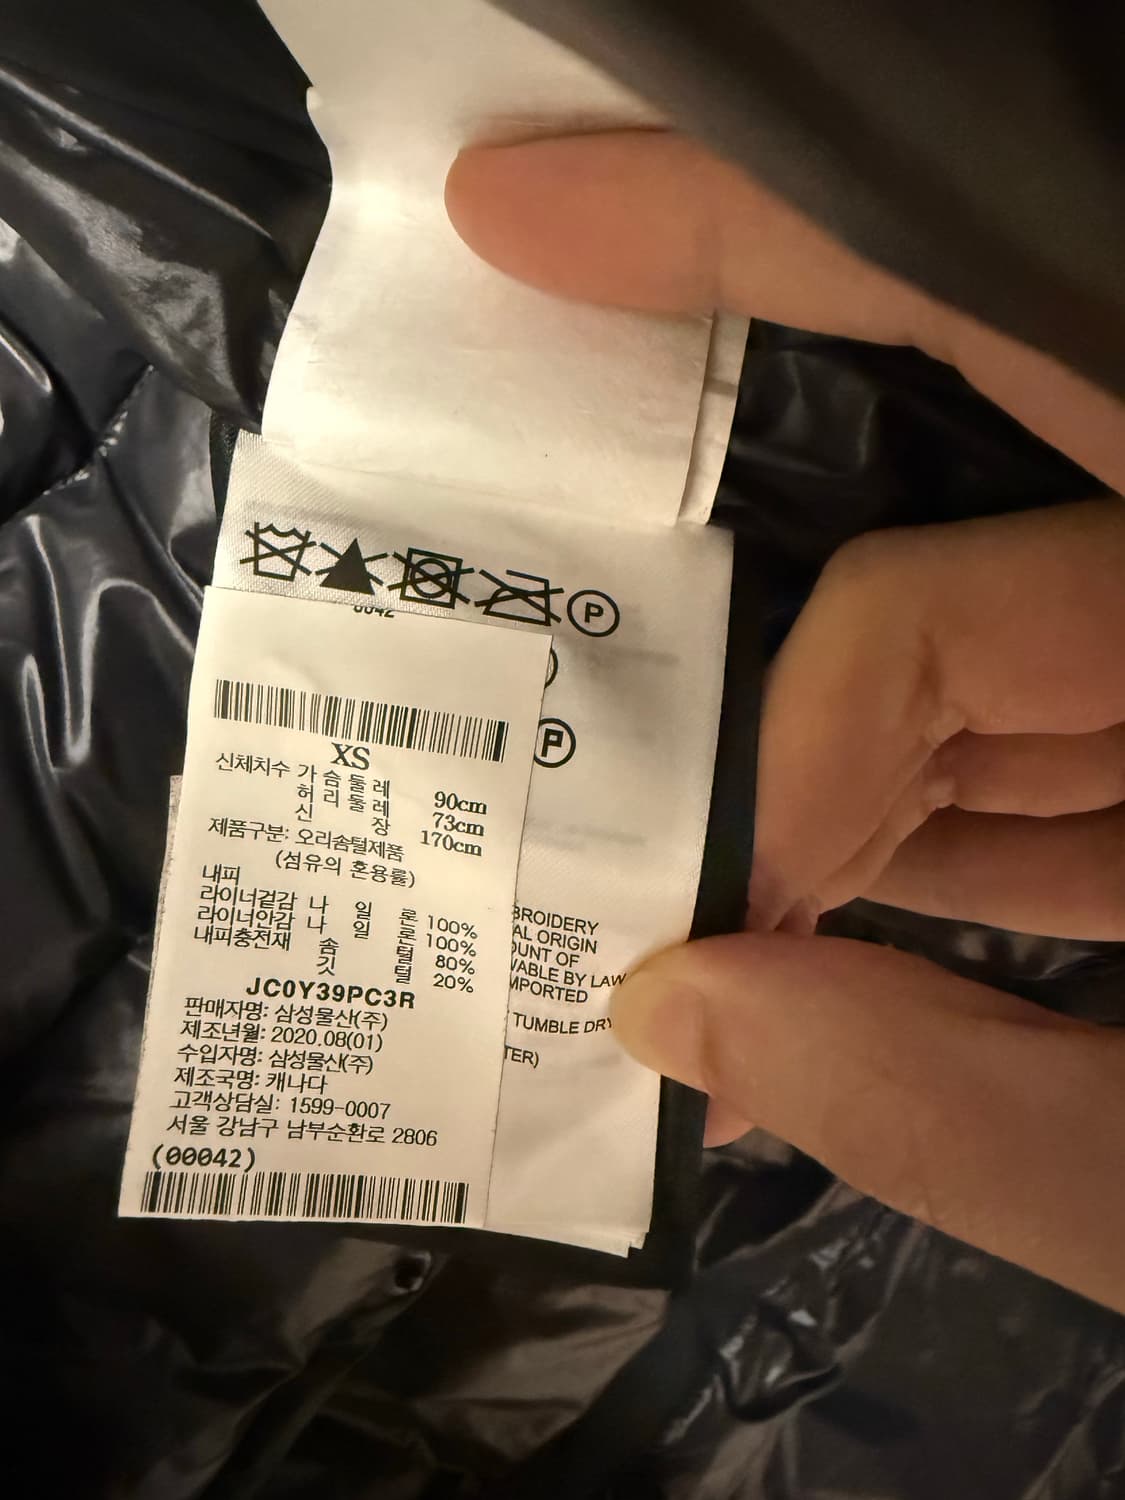 P
0042
P
XS
신체치수 가 슴 둘 레 90cm
허 리 둘 레 73cm
신 장 170cm
제품구분: 오리솜털제품
(섬유의 혼용률)
내피
라이너겉감 나 일 론 100%
라이너안감 나 일 론 100%
내피충전재 솜 털 80%
깃 털 20%
JC0Y39PC3R
판매자명: 삼성물산(주)
제조년월: 2020.08(01)
수입자명: 삼성물산(주)
제조국명: 캐나다
고객상담실: 1599-0007
서울 강남구 남부순환로 2806
(00042)
BROIDERY
AL ORIGIN
OUNT OF
VABLE BY LAW
MPORTED
TUMBLE DRY
TER)